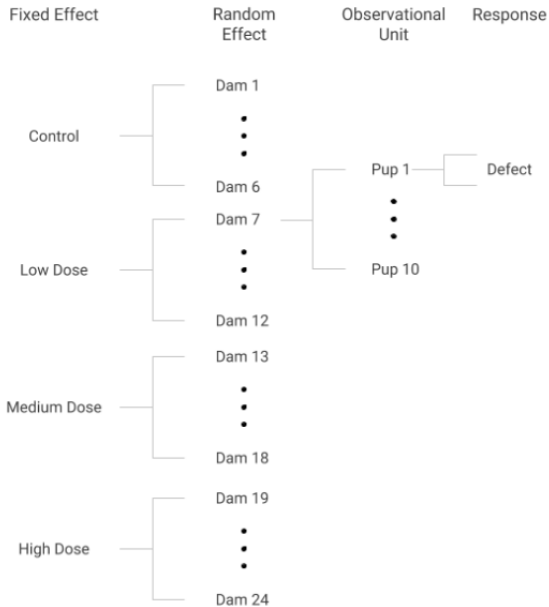 Fixed Effect
Random
Effect
Observational
Unit
Response
Control
Dam 1
Dam 6
Low Dose
Dam 7
Pup 1
Defect
Pup 10
Dam 12
Medium Dose
Dam 13
Dam 18
High Dose
Dam 19
Dam 24